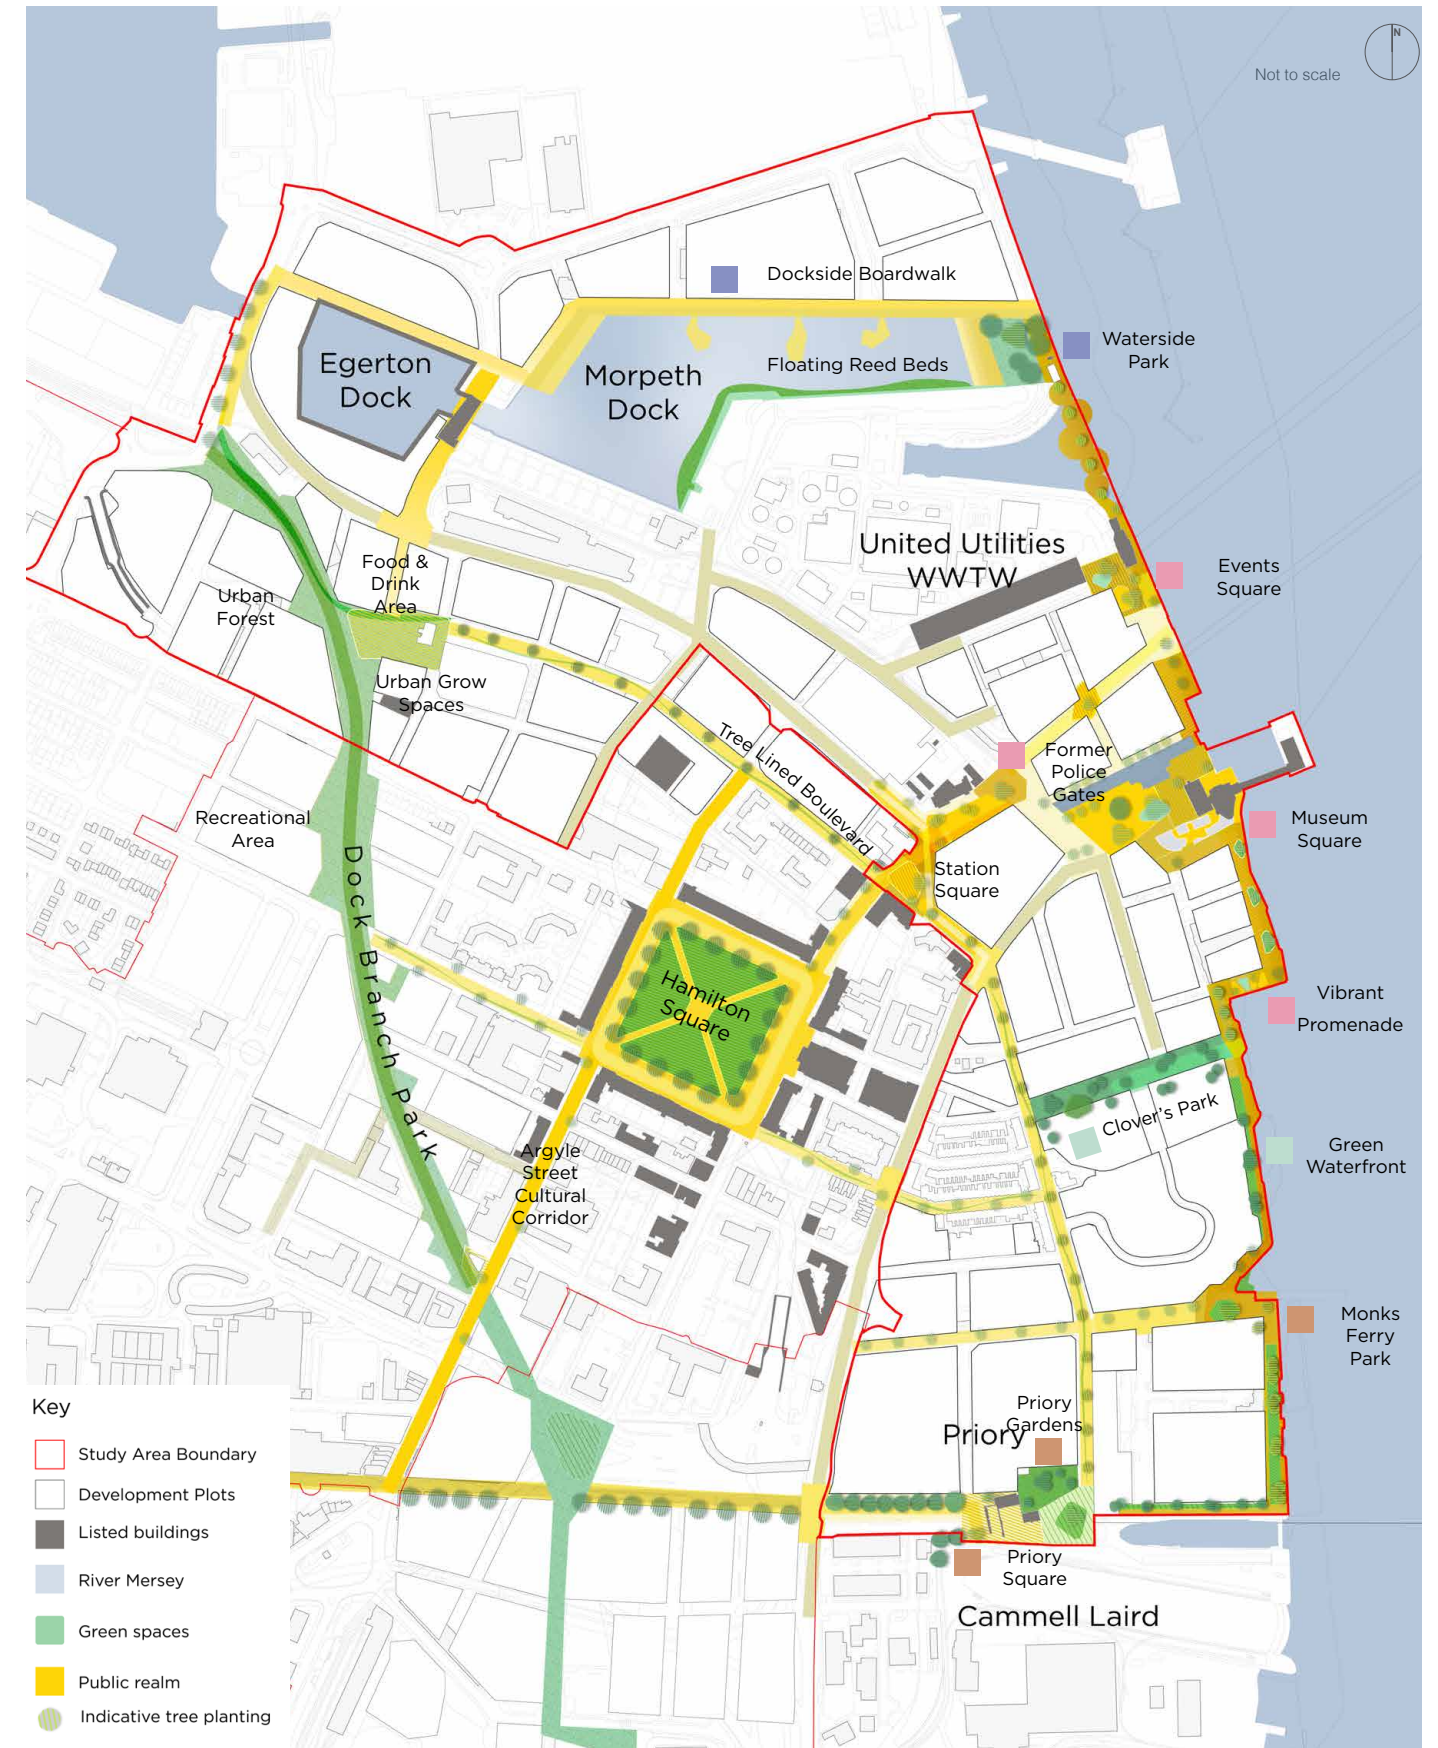 N
Not to scale
Dockside Boardwalk
Waterside
Park
Egerton
Dock
Morpeth
Dock
Floating Reed Beds
United Utilities
WWTW
Events
Square
Food &
Drink
Area
Urban
Forest
Urban Grow
Spaces
Tree Lined Boulevard
Former
Police
Gates
Recreational
Area
Museum
Square
Station
Square
Dock Branch Park
Hamilton
Square
Vibrant
Promenade
Clover's Park
Green
Waterfront
Argyle
Street
Cultural
Corridor
Monks
Ferry
Park
Priory
Gardens
Priory
Priory
Square
Cammell Laird
Key
Study Area Boundary
Development Plots
Listed buildings
River Mersey
Green spaces
Public realm
Indicative tree planting